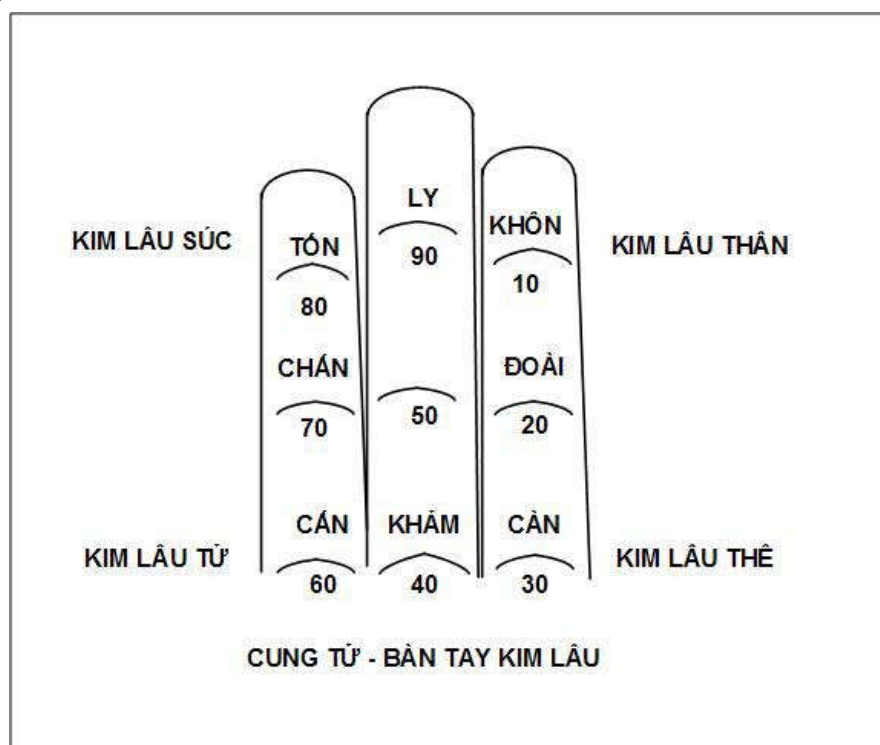 LY
KIM LÂU SÚC TỐN 90 KHÔN KIM LÂU THÂN
80 10
CHẤN ĐOÀI
70 50 20
CẤN KHẢM CÀN
KIM LÂU TỬ 60 40 30 KIM LÂU THÊ
CUNG TỬ - BÀN TAY KIM LÂU